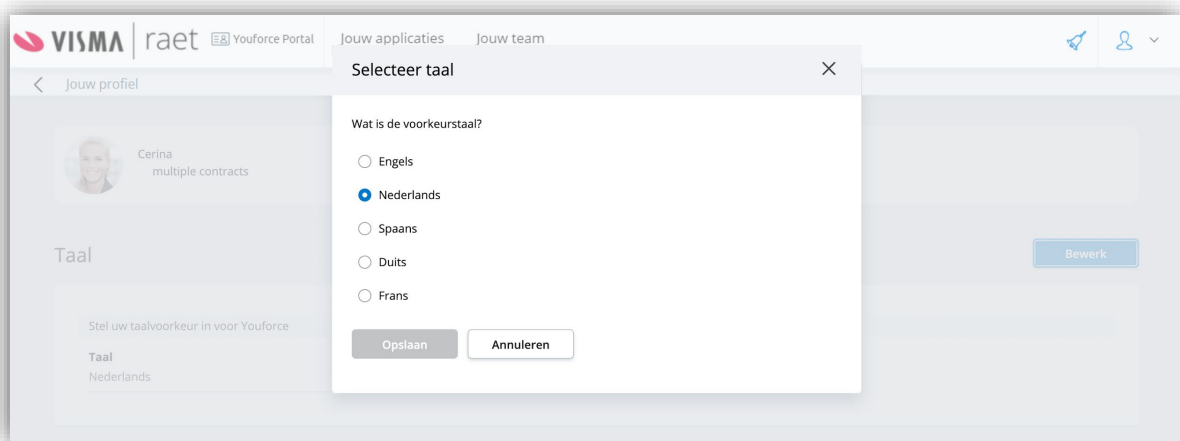 VISMA raet Youforce Portal Jouw applicaties Jouw team
Jouw profiel
Selecteer taal
Cerina
multiple contracts
Wat is de voorkeurstaal?
Engels
Nederlands
Spaans
Duits
Frans
Opslaan Annuleren
Taal
Bewerk
Stel uw taalvoorkeur in voor Youforce
Taal
Nederlands